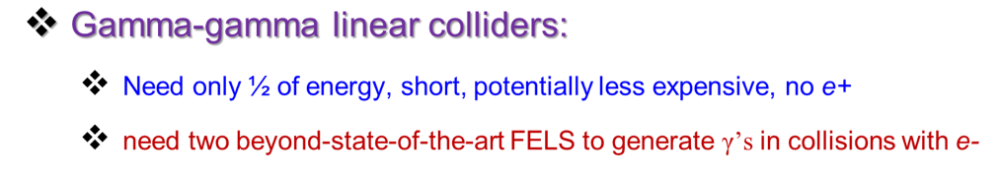 ❖ Gamma-gamma linear colliders:
❖ Need only ½ of energy, short, potentially less expensive, no e+
❖ need two beyond-state-of-the-art FELS to generate γ's in collisions with e-